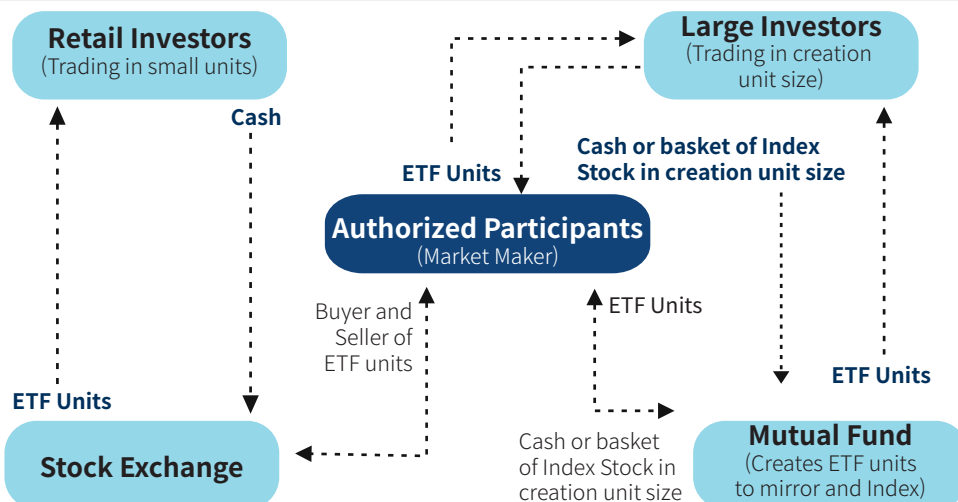 Retail Investors
(Trading in small units)
Large Investors
(Trading in creation
unit size)
Cash
Cash or basket of Index
Stock in creation unit size
ETF Units
Authorized Participants
(Market Maker)
Buyer and
Seller of
ETF units
ETF Units
ETF Units
ETF Units
Stock Exchange
Cash or basket
of Index Stock in
creation unit size
Mutual Fund
(Creates ETF units
to mirror and Index)